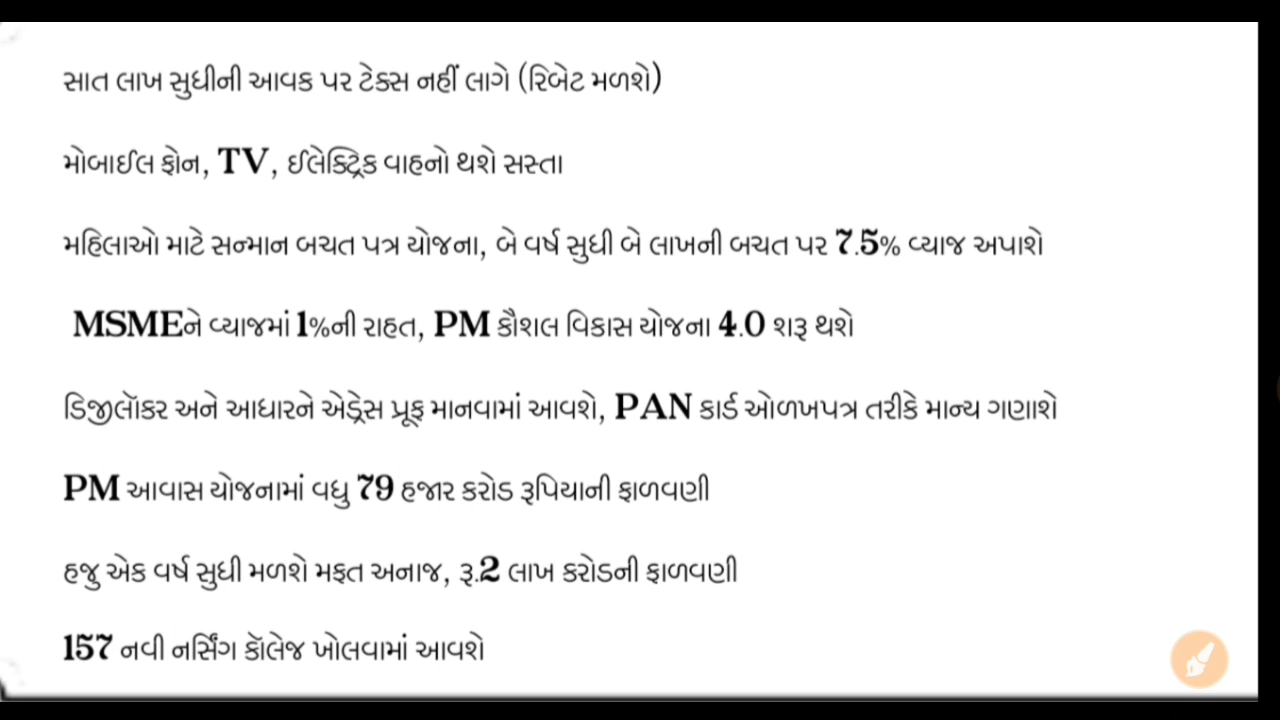 સાત લાખ સુધીની આવક પર ટેક્સ નહીં લાગે (રિબેટ મળશે)
મોબાઈલ ફોન, TV, ઈલેક્ટ્રિક વાહનો થશે સસ્તા
મહિલાઓ માટે સન્માન બચત પત્ર યોજના, બે વર્ષ સુધી બે લાખની બચત પર 7.5% વ્યાજ અપાશે
MSMEને વ્યાજમાં 1%ની રાહત, PM કૌશલ વિકાસ યોજના 4.0 શરૂ થશે
ડિજીલૉકર અને આધારને એડ્રેસ પ્રૂફ માનવામાં આવશે, PAN કાર્ડ ઓળખપત્ર તરીકે માન્ય ગણાશે
PM આવાસ યોજનામાં વધુ 79 હજાર કરોડ રૂપિયાની ફાળવણી
હજુ એક વર્ષ સુધી મળશે મફત અનાજ, રૂ.2 લાખ કરોડની ફાળવણી
157 નવી નર્સિંગ કૉલેજ ખોલવામાં આવશે